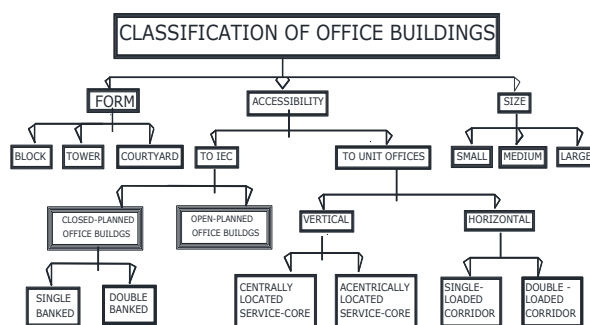 CLASSIFICATION OF OFFICE BUILDINGS
FORM
ACCESSIBILITY
SIZE
BLOCK
TOWER
COURTYARD
TO IEC
TO UNIT OFFICES
SMALL
MEDIUM
LARGE
CLOSED-PLANNED
OFFICE BUILDGS
OPEN-PLANNED
OFFICE BUILDGS
VERTICAL
HORIZONTAL
SINGLE
BANKED
DOUBLE
BANKED
CENTRALLY
LOCATED
SERVICE-CORE
ACENTRICALLY
LOCATED
SERVICE-CORE
SINGLE-
LOADED
CORRIDOR
DOUBLE -
LOADED
CORRIDOR